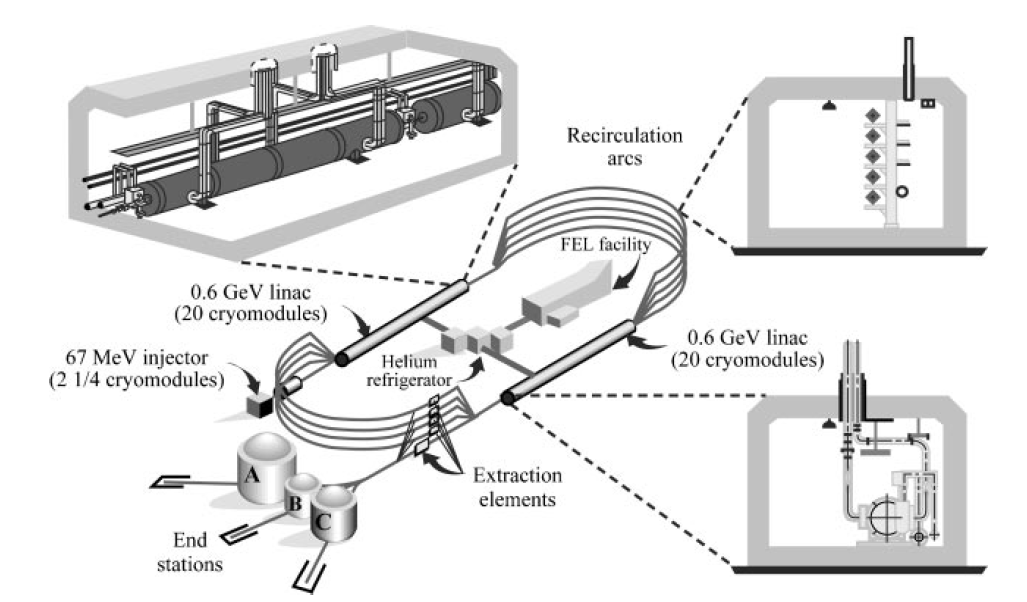 Recirculation
arcs
FEL facility
0.6 GeV linac
(20 cryomodules)
0.6 GeV linac
(20 cryomodules)
67 MeV injector
(2 1/4 cryomodules)
Helium
refrigerator
A
B
C
Extraction
elements
End
stations